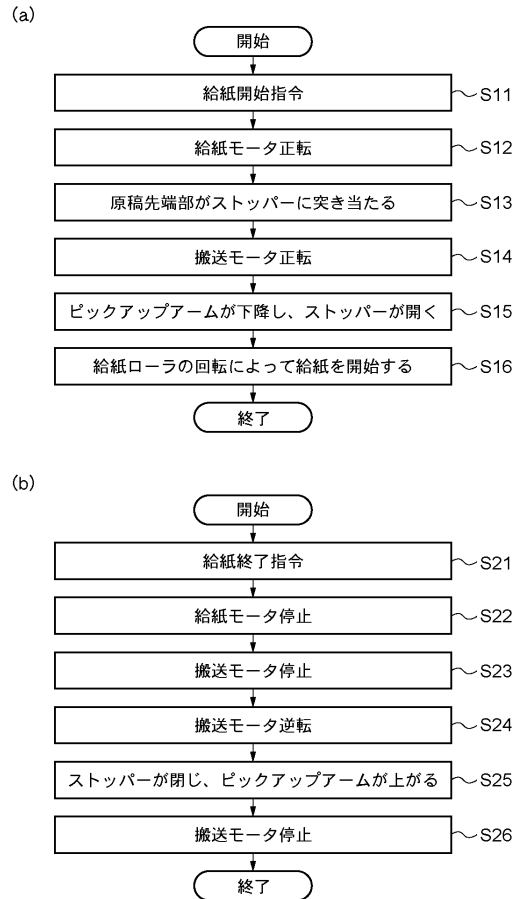 (a)
開始
給紙開始指令 S11
給紙モータ正転 S12
原稿先端部がストッパーに突き当たる S13
搬送モータ正転 S14
ピックアップアームが下降し、ストッパーが開く S15
給紙ローラの回転によって給紙を開始する S16
終了
(b)
開始
給紙終了指令 S21
給紙モータ停止 S22
搬送モータ停止 S23
搬送モータ逆転 S24
ストッパーが閉じ、ピックアップアームが上がる S25
搬送モータ停止 S26
終了